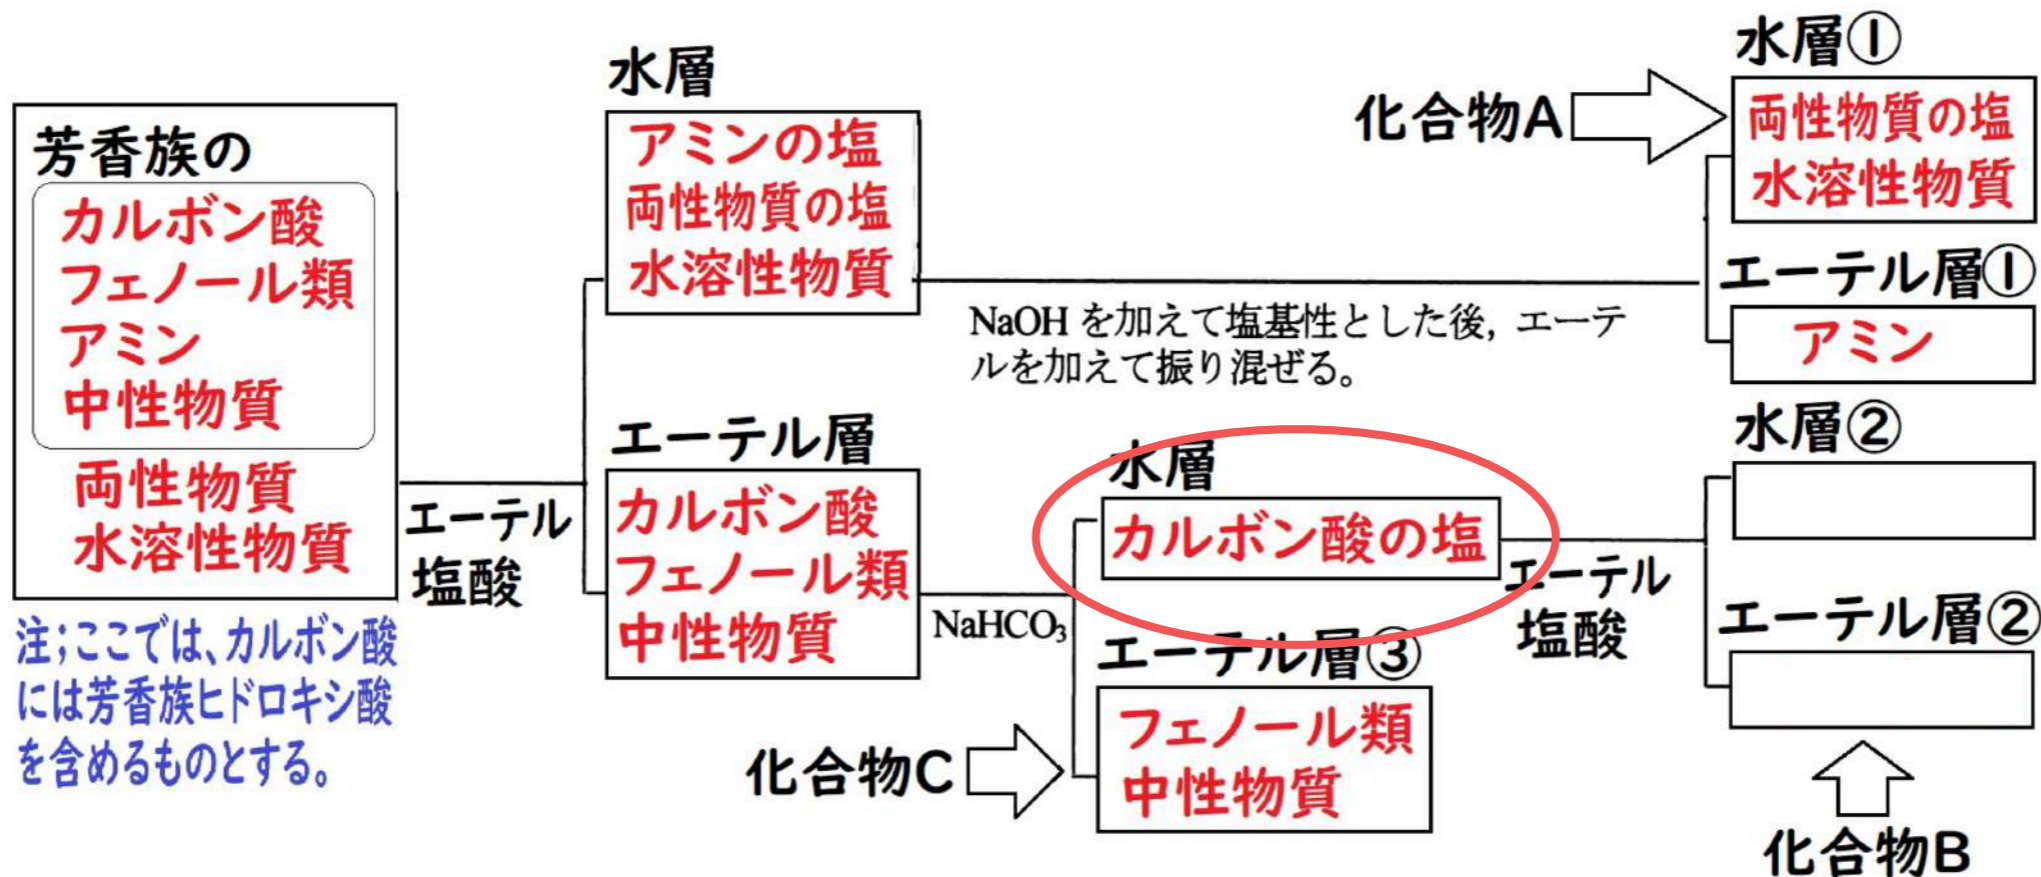 芳香族の
カルボン酸
フェノール類
アミン
中性物質
両性物質
水溶性物質
注;ここでは、カルボン酸
には芳香族ヒドロキシ酸
を含めるものとする。
エーテル
塩酸
水層
アミンの塩
両性物質の塩
水溶性物質
エーテル層
カルボン酸
フェノール類
中性物質
NaOH を加えて塩基性とした後, エーテ
ルを加えて振り混ぜる。
NaHCO₃
水層
カルボン酸の塩
エーテル層③
フェノール類
中性物質
化合物C
エーテル
塩酸
化合物A
水層①
両性物質の塩
水溶性物質
エーテル層①
アミン
水層②
エーテル層②
化合物B